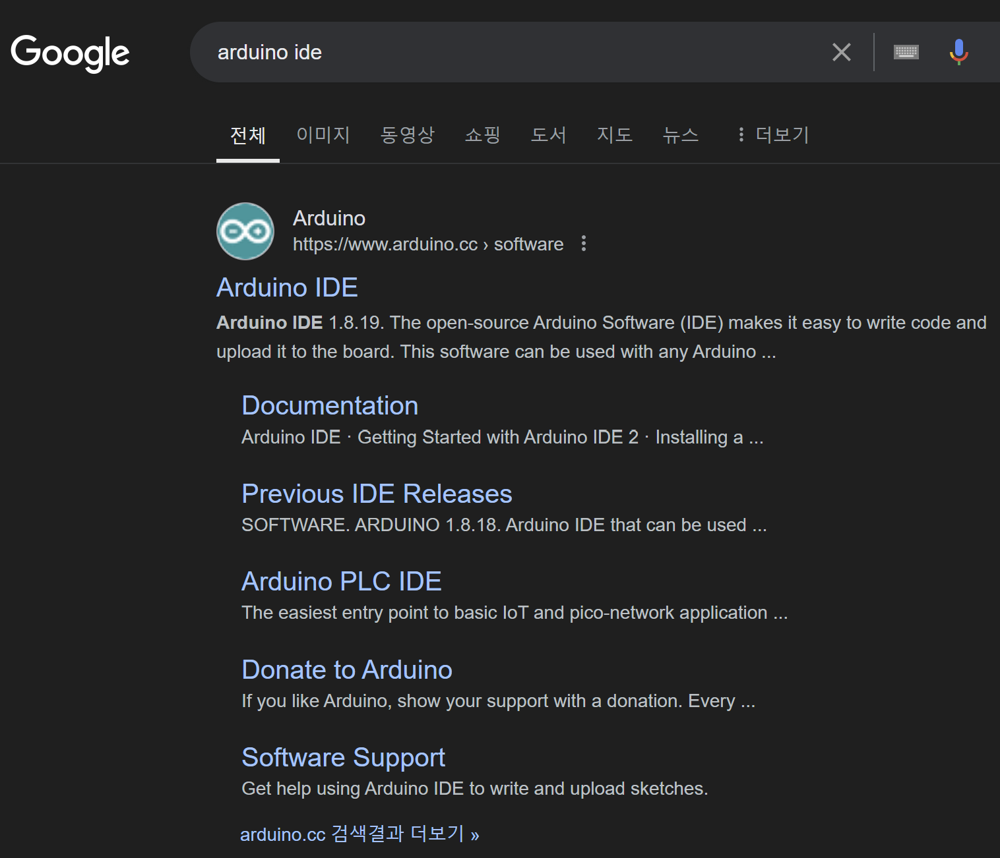 Google
arduino ide
전체 이미지 동영상 쇼핑 도서 지도 뉴스 더보기
Arduino
https://www.arduino.cc › software
Arduino IDE
Arduino IDE 1.8.19. The open-source Arduino Software (IDE) makes it easy to write code and
upload it to the board. This software can be used with any Arduino ...
Documentation
Arduino IDE · Getting Started with Arduino IDE 2 · Installing a ...
Previous IDE Releases
SOFTWARE. ARDUINO 1.8.18. Arduino IDE that can be used ...
Arduino PLC IDE
The easiest entry point to basic IoT and pico-network application ...
Donate to Arduino
If you like Arduino, show your support with a donation. Every ...
Software Support
Get help using Arduino IDE to write and upload sketches.
arduino.cc 검색결과 더보기 »